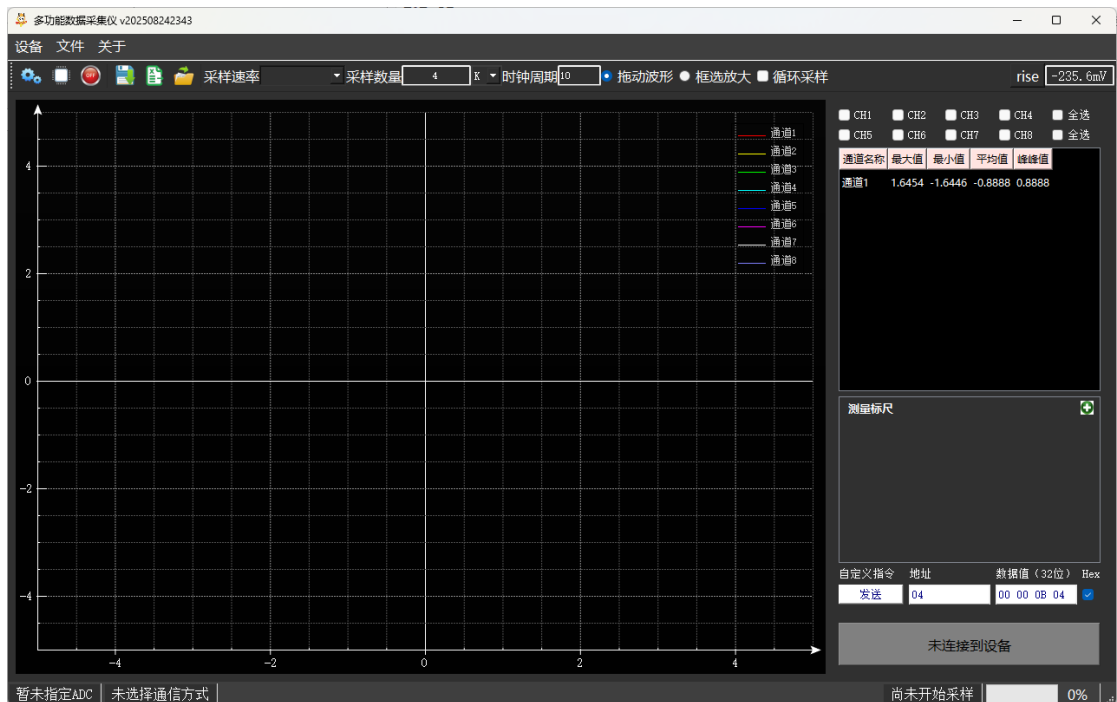 多功能数据采集仪 v202508242343
设备 文件 关于
OFF 采样速率 采样数量 4 K 时钟周期 10 拖动波形 框选放大 循环采样 rise -235.6mV
CH1 CH2 CH3 CH4 全选
CH5 CH6 CH7 CH8 全选
通道1
通道2
通道3
通道4
通道5
通道6
通道7
通道8
4
2
0
-2
-4
-4 -2 0 2 4
通道名称 最大值 最小值 平均值 峰峰值
通道1 1.6454 -1.6446 -0.8888 0.8888
测量标尺
自定义指令 地址 数据值（32位） Hex
发送 04 00 00 0B 04
未连接到设备
暂未指定ADC 未选择通信方式 尚未开始采样 0%